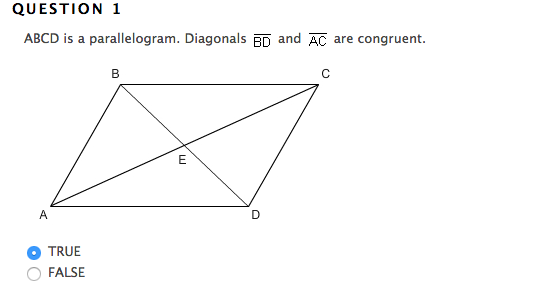 QUESTION 1
ABCD is a parallelogram. Diagonals BD and AC are congruent.
B
C
E
A
D
TRUE
FALSE